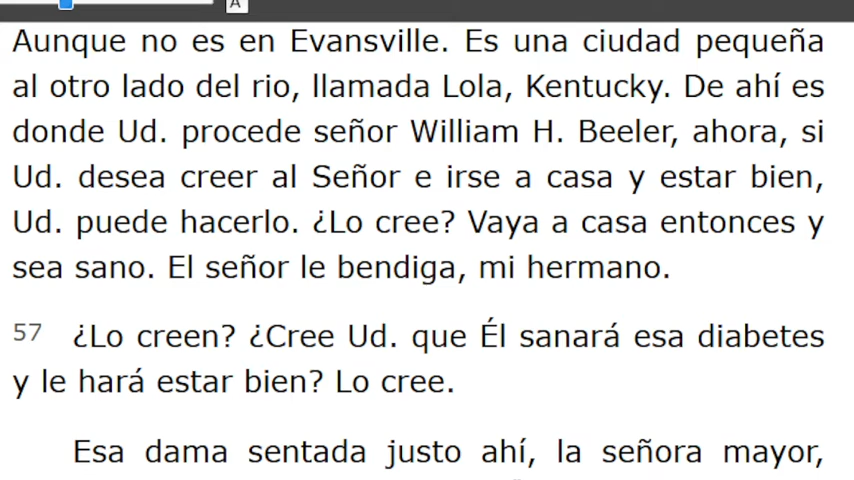 A
Aunque no es en Evansville. Es una ciudad pequeña
al otro lado del rio, llamada Lola, Kentucky. De ahí es
donde Ud. procede señor William H. Beeler, ahora, si
Ud. desea creer al Señor e irse a casa y estar bien,
Ud. puede hacerlo. ¿Lo cree? Vaya a casa entonces y
sea sano. El señor le bendiga, mi hermano.
57 ¿Lo creen? ¿Cree Ud. que Él sanará esa diabetes
y le hará estar bien? Lo cree.
Esa dama sentada justo ahí, la señora mayor,